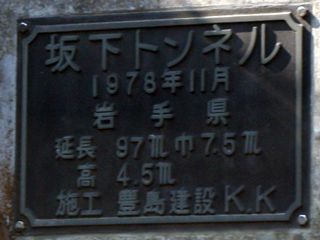 坂下トンネル
1978年11月
岩手県
延長 97m 巾 7.5m
高 4.5m
施工 豊島建設K.K